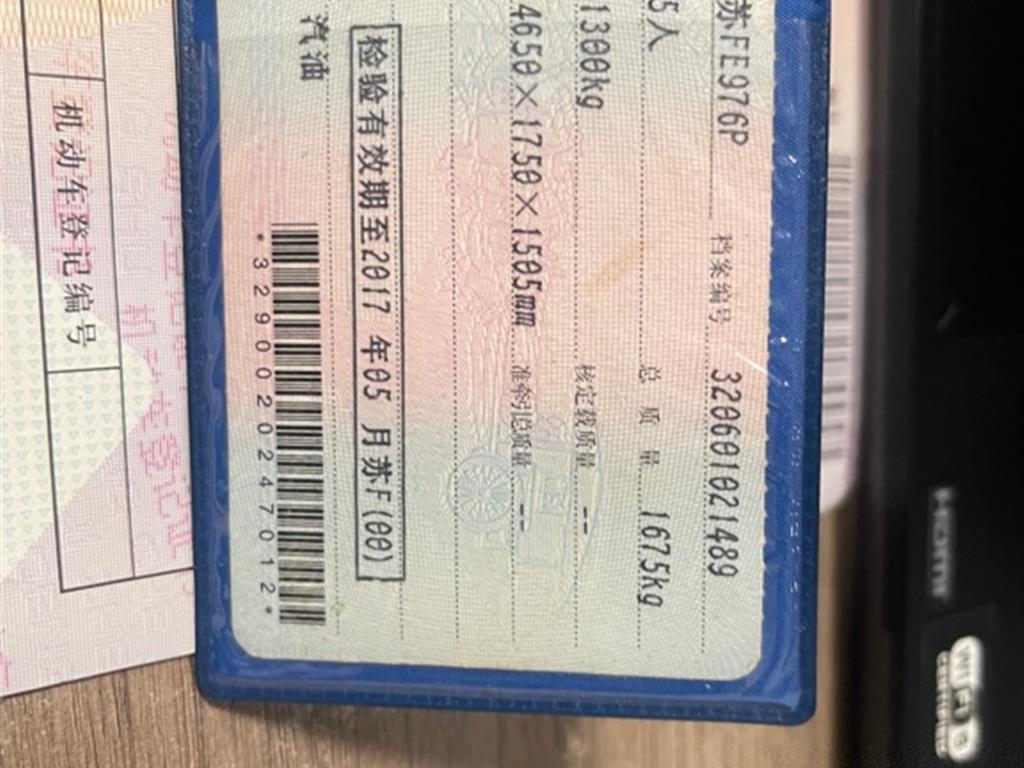 苏FE976P 档案编号 320601021489
5人 总质量 1675kg
1300kg 核定载质量 --
4650×1750×1505mm 准牵引总质量 --
检验有效期至2017 年05 月苏F(00)
汽油
*3290020247012*
机动车登记编号
HDMI